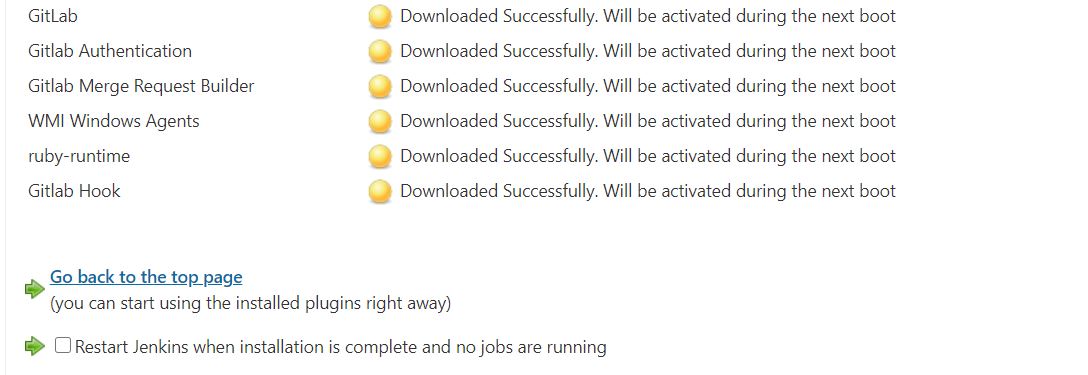 GitLab Downloaded Successfully. Will be activated during the next boot
Gitlab Authentication Downloaded Successfully. Will be activated during the next boot
Gitlab Merge Request Builder Downloaded Successfully. Will be activated during the next boot
WMI Windows Agents Downloaded Successfully. Will be activated during the next boot
ruby-runtime Downloaded Successfully. Will be activated during the next boot
Gitlab Hook Downloaded Successfully. Will be activated during the next boot
Go back to the top page
(you can start using the installed plugins right away)
Restart Jenkins when installation is complete and no jobs are running